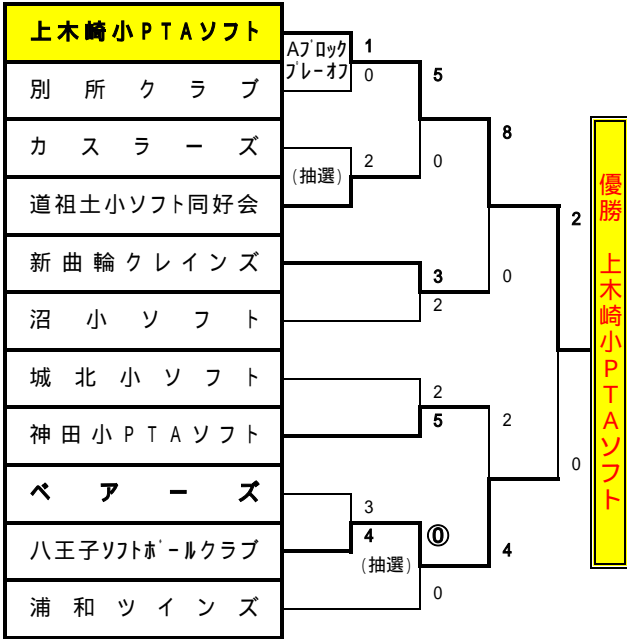 上木崎小PTAソフト
別所クラブ
カスラーズ
道祖土小ソフト同好会
新曲輪クレインズ
沼小ソフト
城北小ソフト
神田小PTAソフト
ベアーズ
八王子ソフトボールクラブ
浦和ツインズ
Aブロック
プレーオフ
1
0
(抽選)
2
3
4
(抽選)
5
0
3
2
2
5
⓪
0
8
0
2
4
2
0
優勝 上木崎小PTAソフト